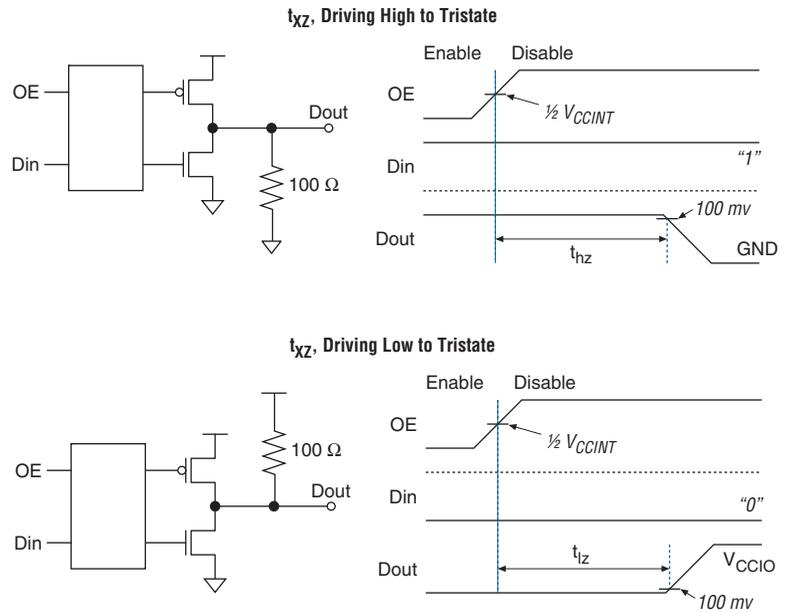 tXZ, Driving High to Tristate
Enable Disable
OE
Din
Dout
100 Ω
OE
½ VCCINT
Din
"1"
Dout
100 mv
thz
GND
tXZ, Driving Low to Tristate
Enable Disable
OE
Din
100 Ω
Dout
OE
½ VCCINT
Din
"0"
Dout
tlz
VCCIO
100 mv